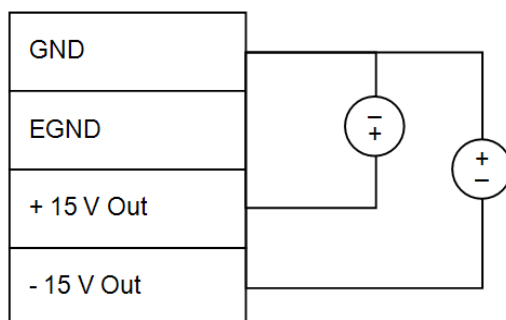 GND
EGND
+ 15 V Out
- 15 V Out
−
+
+
−